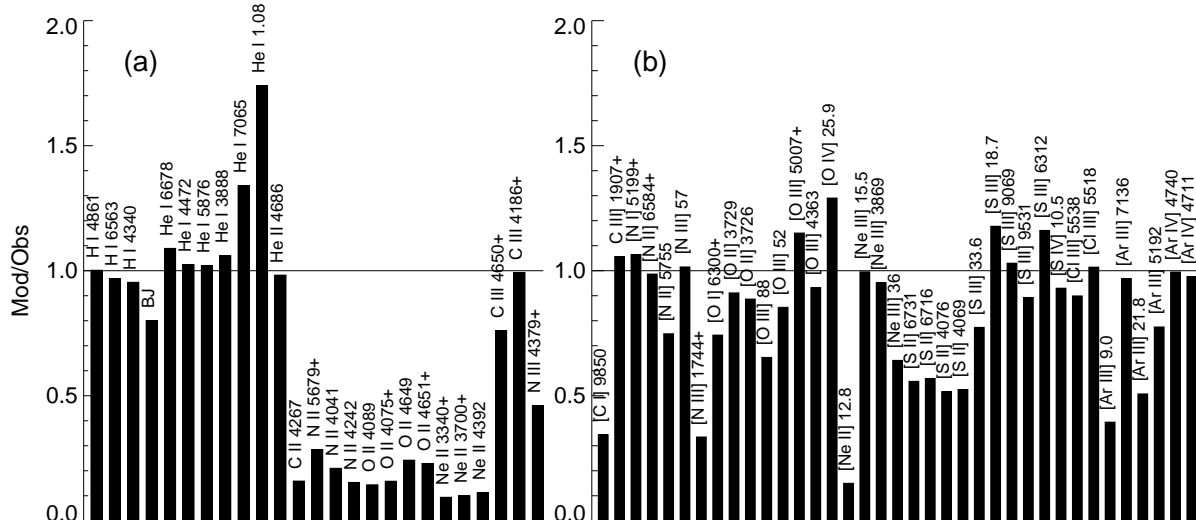 2.0
1.5
1.0
0.5
0.0
Mod/Obs
(a)
H I 4861
H I 6563
H I 4340
BJ
He I 6678
He I 4472
He I 5876
He I 3888
He I 7065
He I 1.08
He II 4686
C II 4267
N II 5679+
N II 4041
N II 4242
O II 4089
O II 4075+
O II 4649
O II 4651+
Ne II 3340+
Ne II 3700+
Ne II 4392
C III 4650+
C III 4186+
N III 4379+
2.0
1.5
1.0
0.5
0.0
(b)
[C I] 9850
C III] 1907+
[N I] 5199+
[N II] 6584+
[N II] 5755
[N III] 57
[N III] 1744+
[O I] 6300+
[O II] 3729
[O II] 3726
[O III] 88
[O III] 52
[O III] 5007+
[O III] 4363
[O IV] 25.9
[Ne II] 12.8
[Ne III] 15.5
[Ne III] 3869
[Ne III] 36
[S II] 6731
[S II] 6716
[S II] 4076
[S II] 4069
[S III] 33.6
[S III] 18.7
[S III] 9069
[S III] 9531
[S III] 6312
[S IV] 10.5
[Cl III] 5538
[Cl III] 5518
[Ar III] 9.0
[Ar III] 7136
[Ar III] 21.8
[Ar III] 5192
[Ar IV] 4740
[Ar IV] 4711